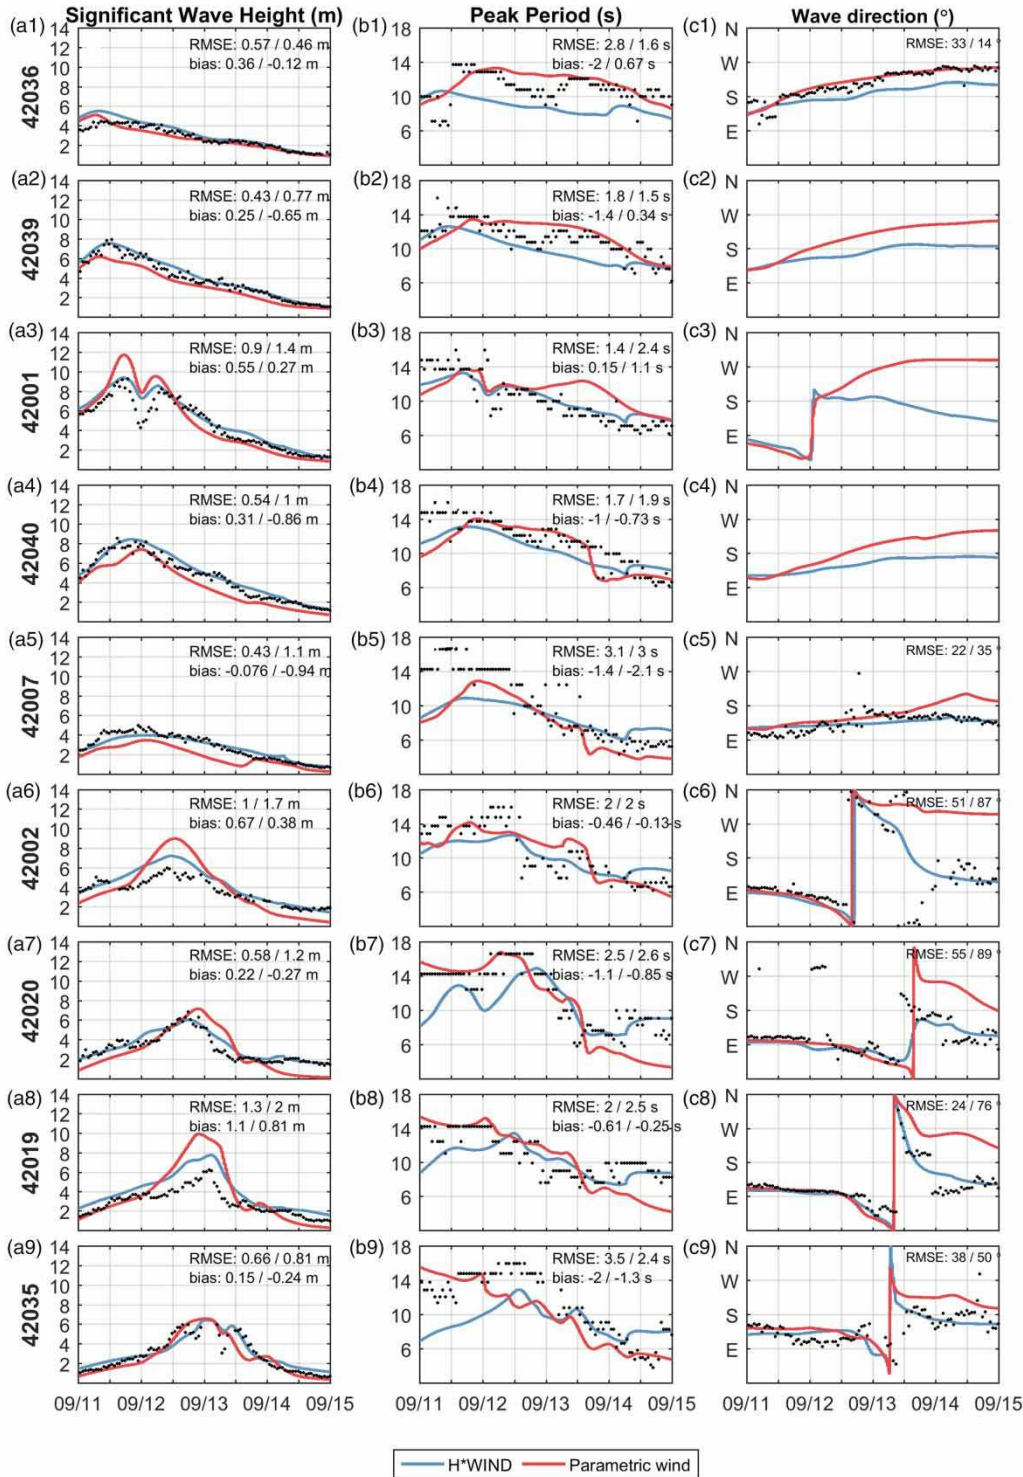 Significant Wave Height (m)
Peak Period (s)
Wave direction (°)
(a1)
42036
14
12
10
8
6
4
2
RMSE: 0.57 / 0.46 m
bias: 0.36 / -0.12 m
(b1)
18
14
10
6
RMSE: 2.8 / 1.6 s
bias: -2 / 0.67 s
(c1)
N
W
S
E
RMSE: 33 / 14 °
(a2)
42039
14
12
10
8
6
4
2
RMSE: 0.43 / 0.77 m
bias: 0.25 / -0.65 m
(b2)
18
14
10
6
RMSE: 1.8 / 1.5 s
bias: -1.4 / 0.34 s
(c2)
N
W
S
E
(a3)
42001
14
12
10
8
6
4
2
RMSE: 0.9 / 1.4 m
bias: 0.55 / 0.27 m
(b3)
18
14
10
6
RMSE: 1.4 / 2.4 s
bias: 0.15 / 1.1 s
(c3)
N
W
S
E
(a4)
42040
14
12
10
8
6
4
2
RMSE: 0.54 / 1 m
bias: 0.31 / -0.86 m
(b4)
18
14
10
6
RMSE: 1.7 / 1.9 s
bias: -1 / -0.73 s
(c4)
N
W
S
E
(a5)
42007
14
12
10
8
6
4
2
RMSE: 0.43 / 1.1 m
bias: -0.076 / -0.94 m
(b5)
18
14
10
6
RMSE: 3.1 / 3 s
bias: -1.4 / -2.1 s
(c5)
N
W
S
E
RMSE: 22 / 35 °
(a6)
42002
14
12
10
8
6
4
2
RMSE: 1 / 1.7 m
bias: 0.67 / 0.38 m
(b6)
18
14
10
6
RMSE: 2 / 2 s
bias: -0.46 / -0.13 s
(c6)
N
W
S
E
RMSE: 51 / 87 °
(a7)
42020
14
12
10
8
6
4
2
RMSE: 0.58 / 1.2 m
bias: 0.22 / -0.27 m
(b7)
18
14
10
6
RMSE: 2.5 / 2.6 s
bias: -1.1 / -0.85 s
(c7)
N
W
S
E
RMSE: 55 / 89 °
(a8)
42019
14
12
10
8
6
4
2
RMSE: 1.3 / 2 m
bias: 1.1 / 0.81 m
(b8)
18
14
10
6
RMSE: 2 / 2.5 s
bias: -0.61 / -0.25 s
(c8)
N
W
S
E
RMSE: 24 / 76 °
(a9)
42035
14
12
10
8
6
4
2
RMSE: 0.66 / 0.81 m
bias: 0.15 / -0.24 m
(b9)
18
14
10
6
RMSE: 3.5 / 2.4 s
bias: -2 / -1.3 s
(c9)
N
W
S
E
RMSE: 38 / 50 °
09/11 09/12 09/13 09/14 09/15
09/11 09/12 09/13 09/14 09/15
09/11 09/12 09/13 09/14 09/15
H*WIND
Parametric wind